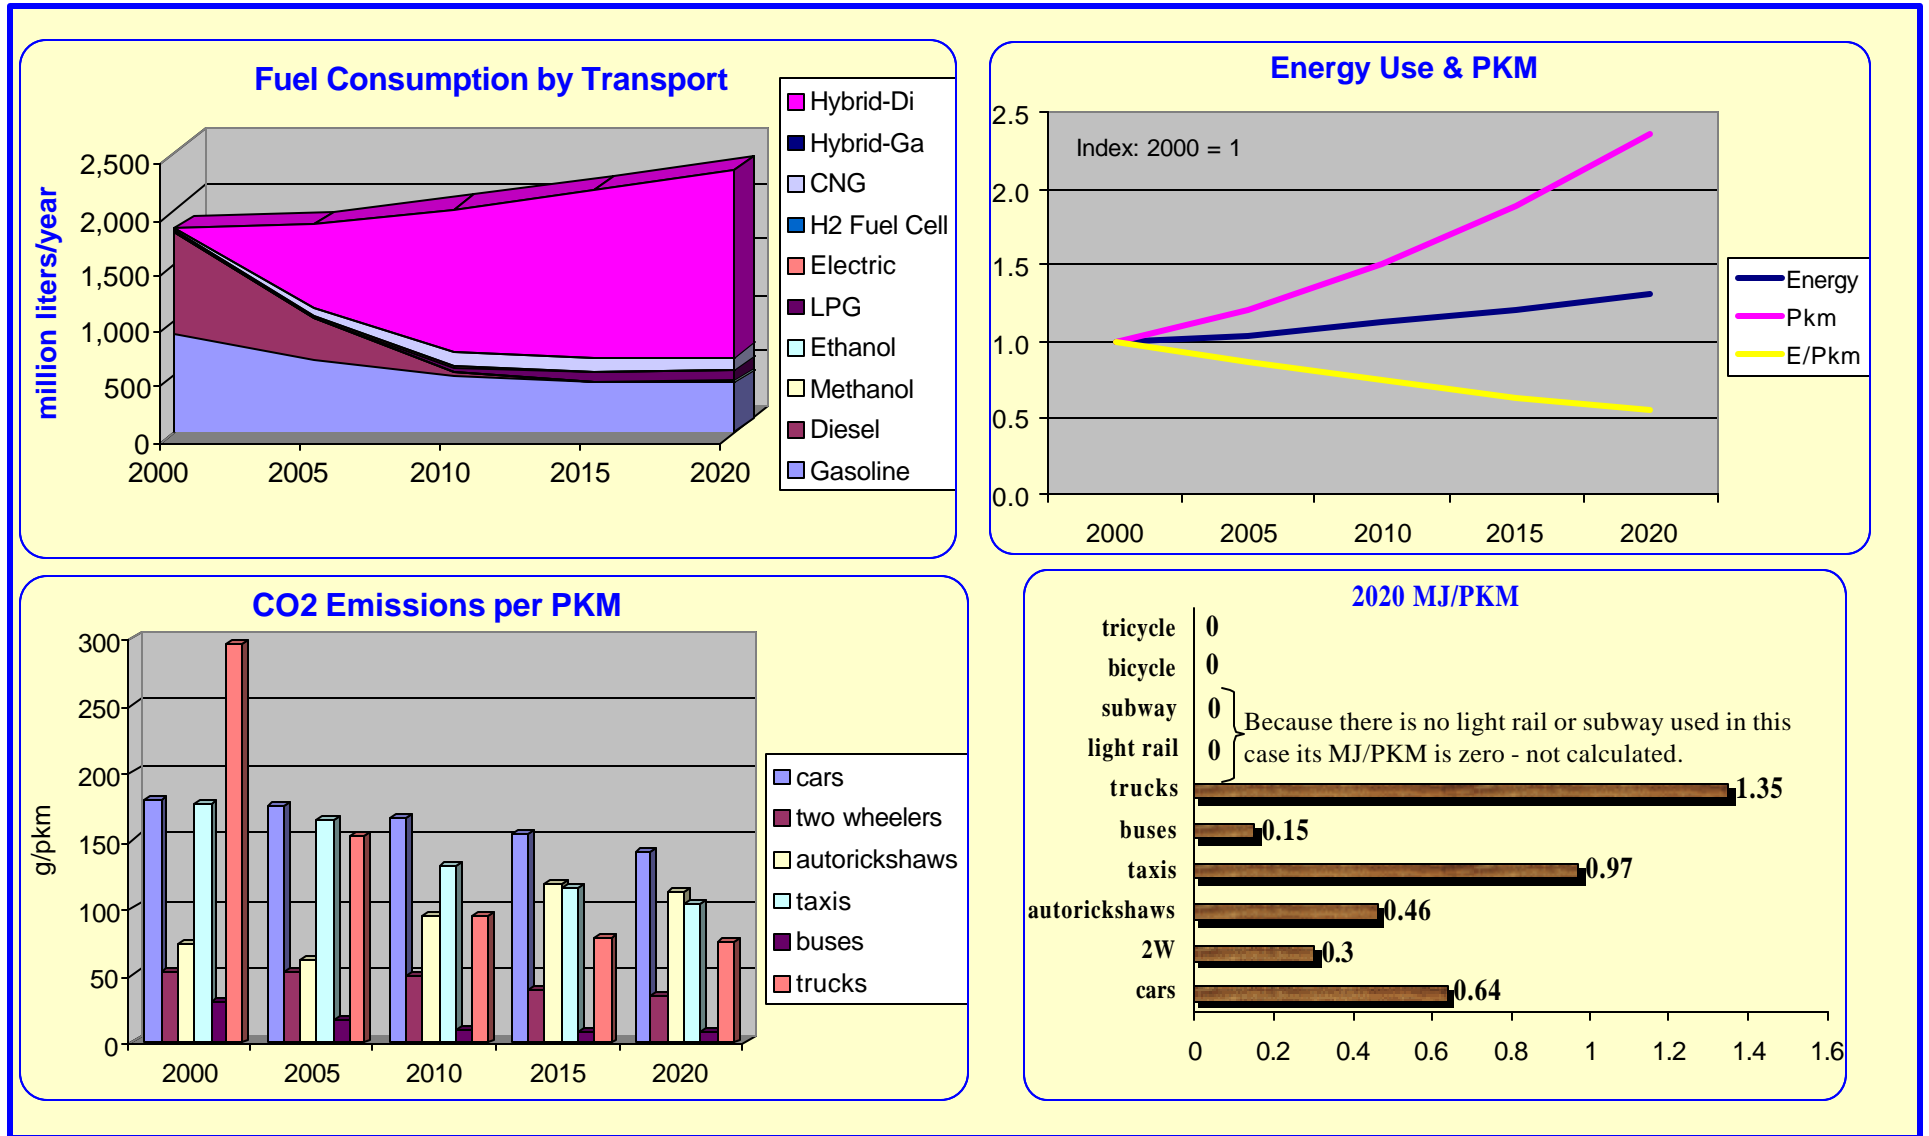 Fuel Consumption by Transport
million liters/year
2,500
2,000
1,500
1,000
500
0
2000 2005 2010 2015 2020
Hybrid-Di
Hybrid-Ga
CNG
H2 Fuel Cell
Electric
LPG
Ethanol
Methanol
Diesel
Gasoline
Energy Use & PKM
Index: 2000 = 1
2.5
2.0
1.5
1.0
0.5
0.0
2000 2005 2010 2015 2020
Energy
Pkm
E/Pkm
CO2 Emissions per PKM
g/pkm
300
250
200
150
100
50
0
2000 2005 2010 2015 2020
cars
two wheelers
autorickshaws
taxis
buses
trucks
2020 MJ/PKM
tricycle 0
bicycle 0
subway 0
light rail 0
Because there is no light rail or subway used in this
case its MJ/PKM is zero - not calculated.
trucks 1.35
buses 0.15
taxis 0.97
autorickshaws 0.46
2W 0.3
cars 0.64
0 0.2 0.4 0.6 0.8 1 1.2 1.4 1.6